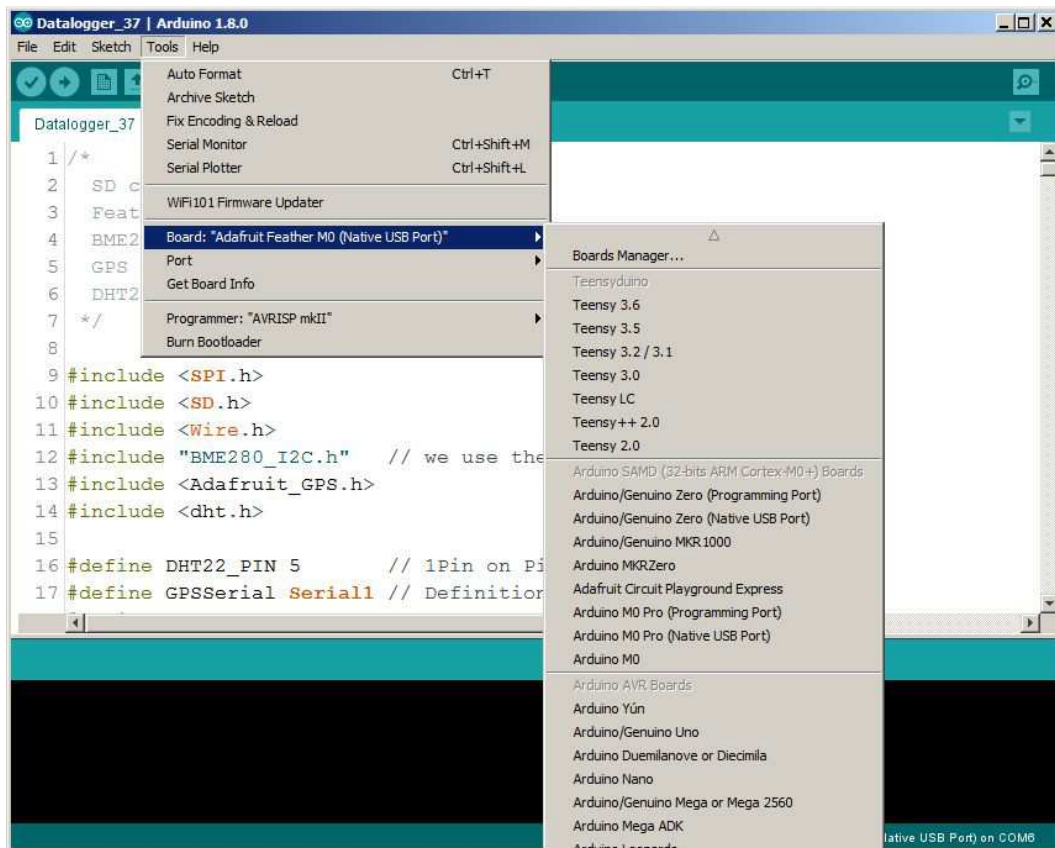 Datalogger_37 | Arduino 1.8.0
File Edit Sketch Tools Help
Auto Format Ctrl+T
Archive Sketch
Fix Encoding & Reload
Serial Monitor Ctrl+Shift+M
Serial Plotter Ctrl+Shift+L
WiFi101 Firmware Updater
Board: "Adafruit Feather M0 (Native USB Port)"
Port
Get Board Info
Programmer: "AVRISP mkII"
Burn Bootloader
Boards Manager...
Teensyduino
Teensy 3.6
Teensy 3.5
Teensy 3.2 / 3.1
Teensy 3.0
Teensy LC
Teensy++ 2.0
Teensy 2.0
Arduino SAMD (32-bits ARM Cortex-M0+) Boards
Arduino/Genuino Zero (Programming Port)
Arduino/Genuino Zero (Native USB Port)
Arduino/Genuino MKR1000
Arduino MKRZero
Adafruit Circuit Playground Express
Arduino M0 Pro (Programming Port)
Arduino M0 Pro (Native USB Port)
Arduino M0
Arduino AVR Boards
Arduino Yún
Arduino/Genuino Uno
Arduino Duemilanove or Diecimila
Arduino Nano
Arduino/Genuino Mega or Mega 2560
Arduino Mega ADK
Arduino Leonardo
Datalogger_37
1 /*
2 SD c
3 Feat
4 BME2
5 GPS
6 DHT2
7 */
8
9 #include <SPI.h>
10 #include <SD.h>
11 #include <Wire.h>
12 #include "BME280_I2C.h" // we use the
13 #include <Adafruit_GPS.h>
14 #include <dht.h>
15
16 #define DHT22_PIN 5 // 1Pin on Pi
17 #define GPSSerial Serial1 // Definition
lative USB Port) on COM6